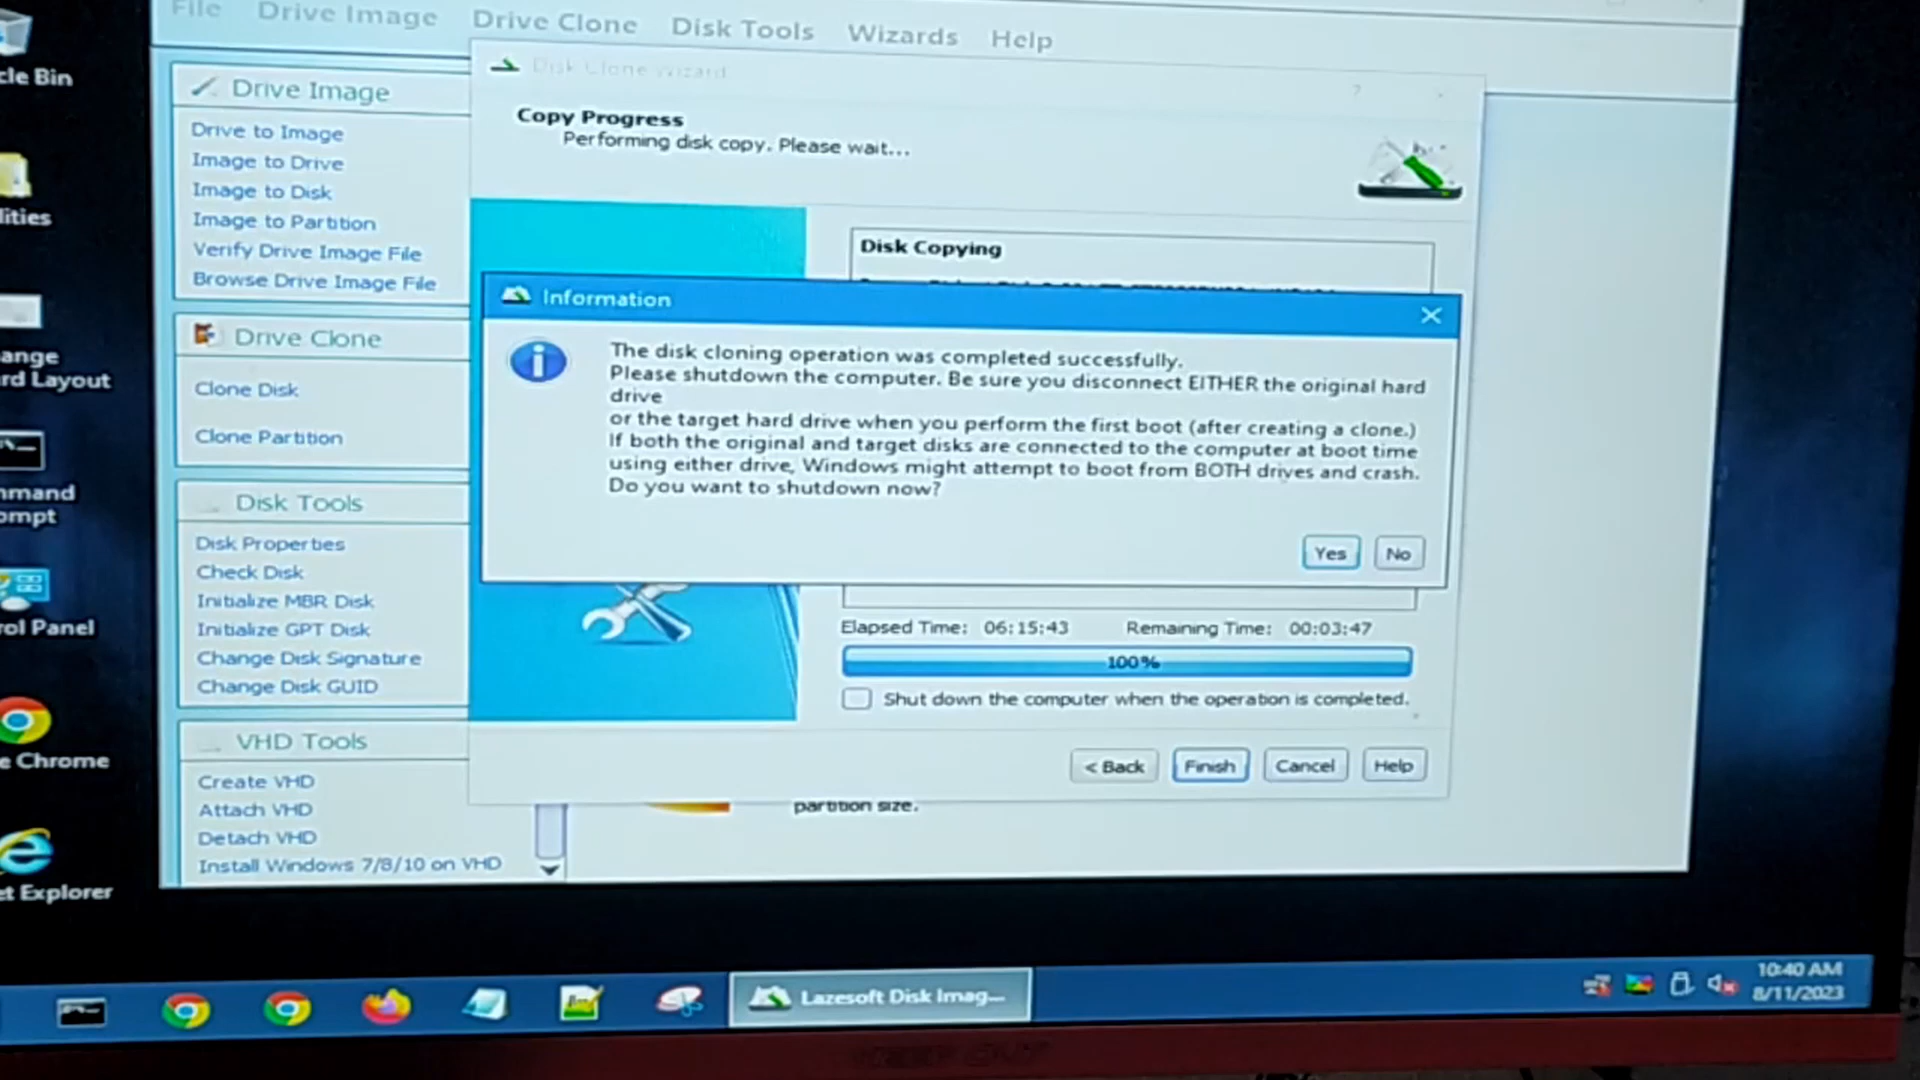 File Drive Image Drive Clone Disk Tools Wizards Help
cle Bin
lities
ange
rd Layout
mmand
ompt
rol Panel
e Chrome
et Explorer
Drive Image
Drive to Image
Image to Drive
Image to Disk
Image to Partition
Verify Drive Image File
Browse Drive Image File
Drive Clone
Clone Disk
Clone Partition
Disk Tools
Disk Properties
Check Disk
Initialize MBR Disk
Initialize GPT Disk
Change Disk Signature
Change Disk GUID
VHD Tools
Create VHD
Attach VHD
Detach VHD
Install Windows 7/8/10 on VHD
Disk Clone Wizard
?
Copy Progress
Performing disk copy. Please wait...
Disk Copying
Information
The disk cloning operation was completed successfully.
Please shutdown the computer. Be sure you disconnect EITHER the original hard
drive
or the target hard drive when you perform the first boot (after creating a clone.)
If both the original and target disks are connected to the computer at boot time
using either drive, Windows might attempt to boot from BOTH drives and crash.
Do you want to shutdown now?
Yes No
Elapsed Time: 06:15:43 Remaining Time: 00:03:47
100%
Shut down the computer when the operation is completed.
< Back Finish Cancel Help
partition size.
Lazesoft Disk Imag...
10:40 AM
8/11/2023